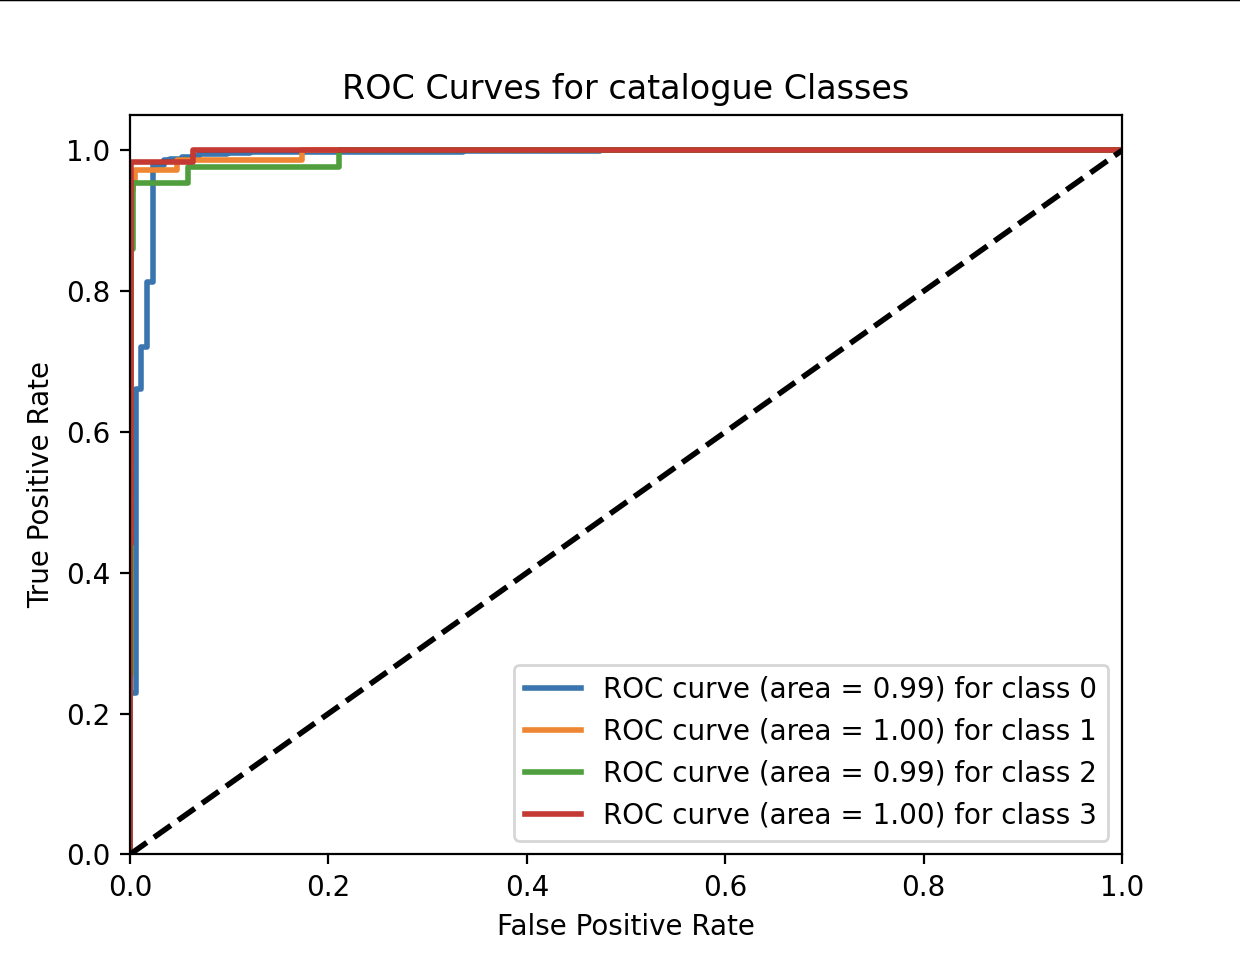 ROC Curves for catalogue Classes
1.0
0.8
0.6
0.4
0.2
0.0
True Positive Rate
ROC curve (area = 0.99) for class 0
ROC curve (area = 1.00) for class 1
ROC curve (area = 0.99) for class 2
ROC curve (area = 1.00) for class 3
0.0 0.2 0.4 0.6 0.8 1.0
False Positive Rate